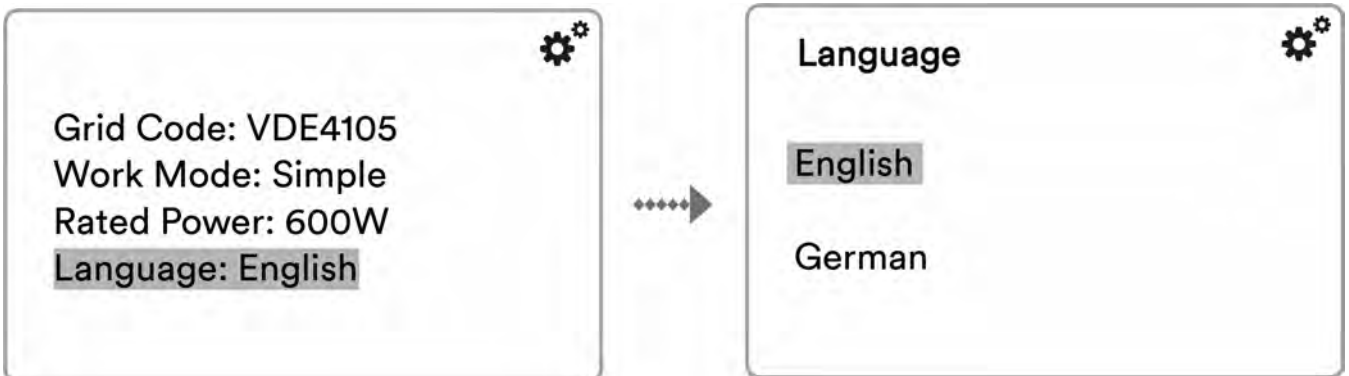 Grid Code: VDE4105
Work Mode: Simple
Rated Power: 600W
Language: English
Language
English
German